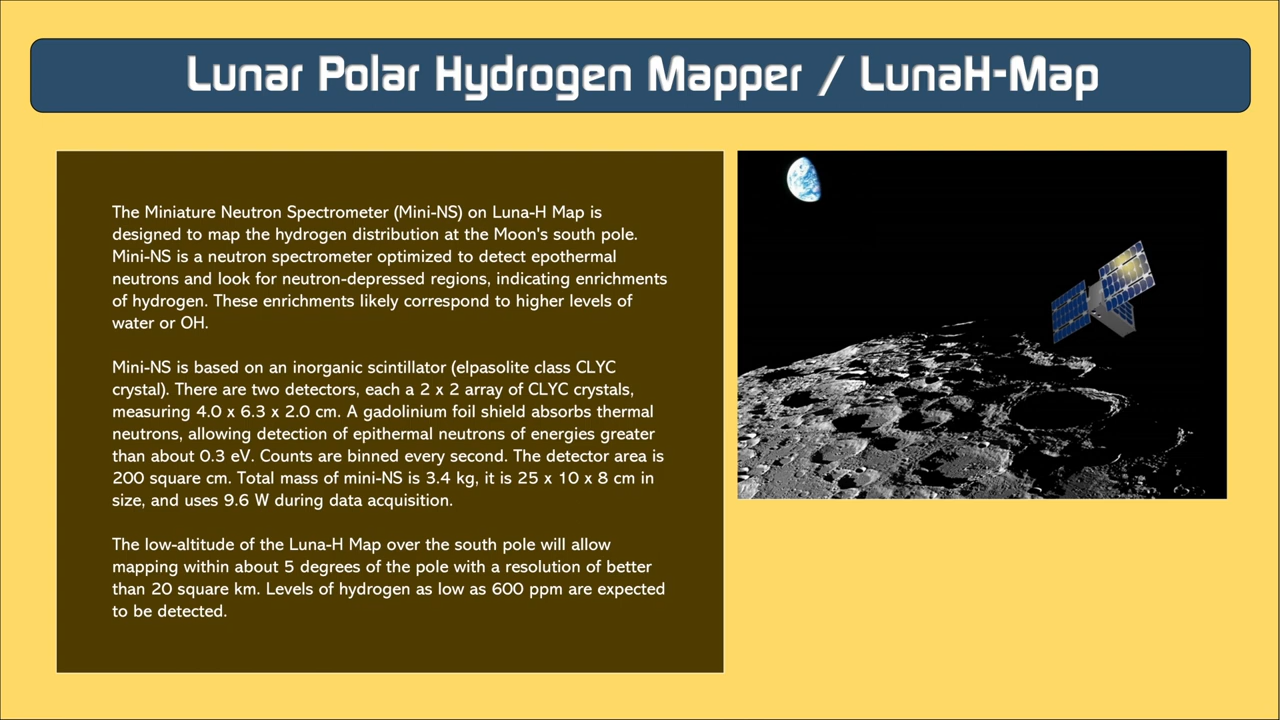 Lunar Polar Hydrogen Mapper / LunaH-Map
The Miniature Neutron Spectrometer (Mini-NS) on Luna-H Map is
designed to map the hydrogen distribution at the Moon's south pole.
Mini-NS is a neutron spectrometer optimized to detect epothermal
neutrons and look for neutron-depressed regions, indicating enrichments
of hydrogen. These enrichments likely correspond to higher levels of
water or OH.
Mini-NS is based on an inorganic scintillator (elpasolite class CLYC
crystal). There are two detectors, each a 2 x 2 array of CLYC crystals,
measuring 4.0 x 6.3 x 2.0 cm. A gadolinium foil shield absorbs thermal
neutrons, allowing detection of epithermal neutrons of energies greater
than about 0.3 eV. Counts are binned every second. The detector area is
200 square cm. Total mass of mini-NS is 3.4 kg, it is 25 x 10 x 8 cm in
size, and uses 9.6 W during data acquisition.
The low-altitude of the Luna-H Map over the south pole will allow
mapping within about 5 degrees of the pole with a resolution of better
than 20 square km. Levels of hydrogen as low as 600 ppm are expected
to be detected.